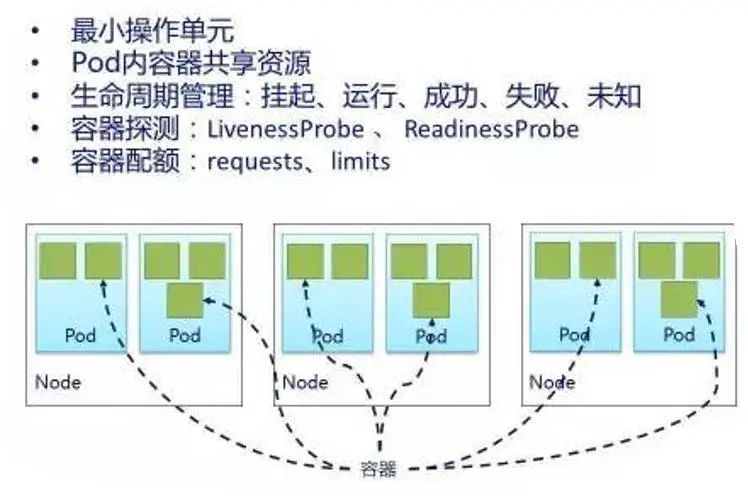 • 最小操作单元
• Pod内容器共享资源
• 生命周期管理：挂起、运行、成功、失败、未知
• 容器探测：LivenessProbe 、 ReadinessProbe
• 容器配额：requests、limits
Pod Pod Pod Pod Pod Pod
Node Node Node
容器